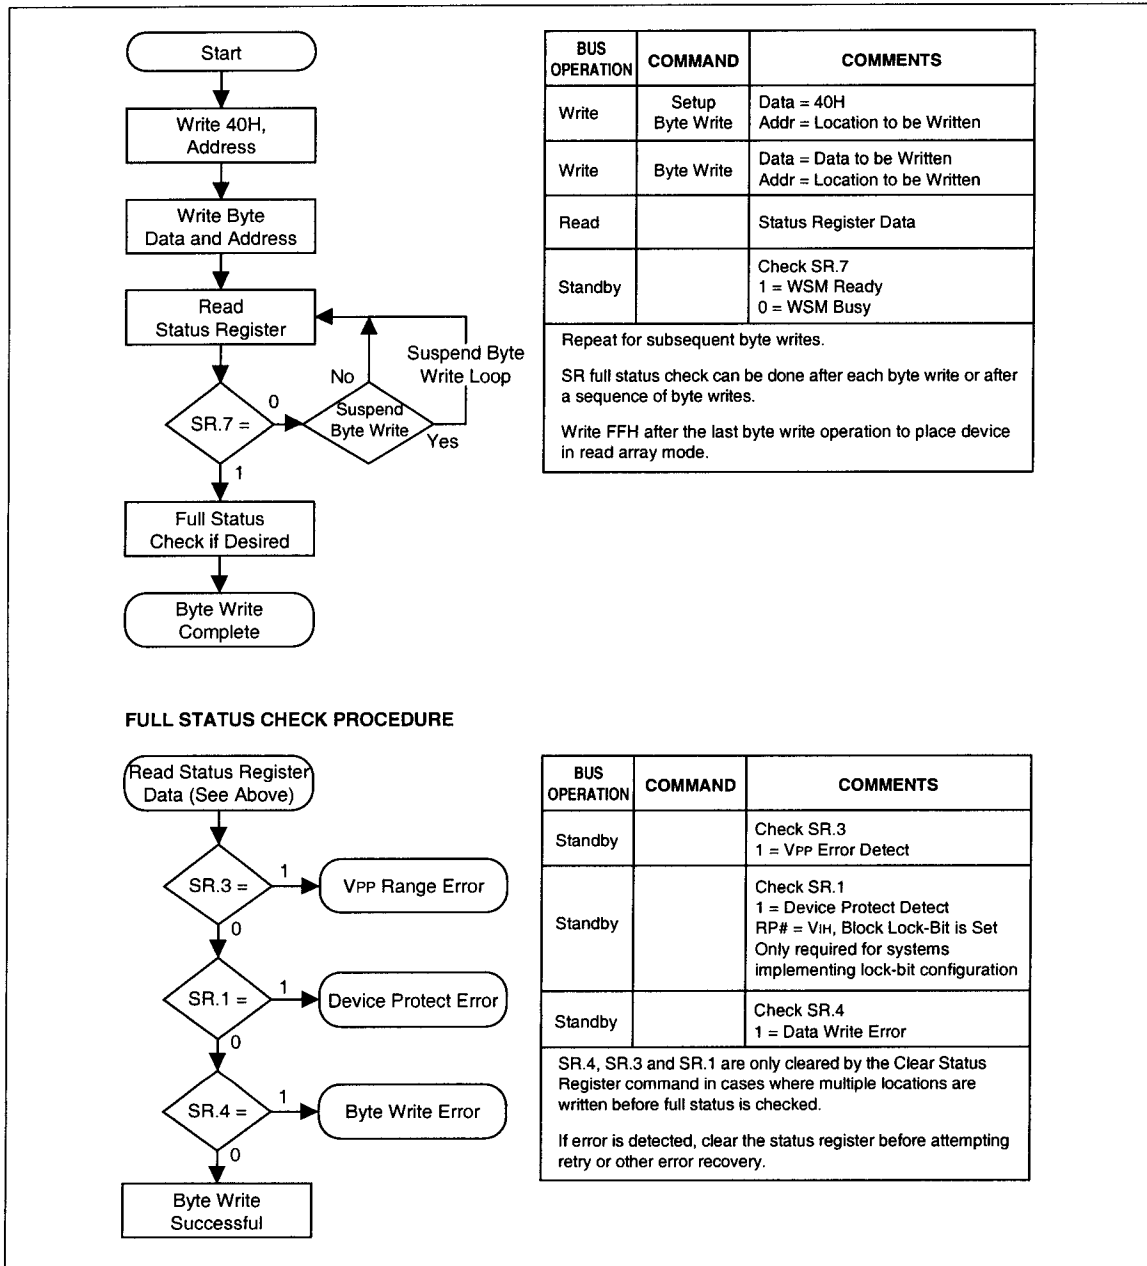 Start
Write 40H,
Address
Write Byte
Data and Address
Read
Status Register
Suspend Byte
Write Loop
No
0
SR.7 =
Suspend
Byte Write
Yes
1
Full Status
Check if Desired
Byte Write
Complete
BUS
OPERATION
COMMAND
COMMENTS
Write
Setup
Byte Write
Data = 40H
Addr = Location to be Written
Write
Byte Write
Data = Data to be Written
Addr = Location to be Written
Read
Status Register Data
Standby
Check SR.7
1 = WSM Ready
0 = WSM Busy
Repeat for subsequent byte writes.
SR full status check can be done after each byte write or after
a sequence of byte writes.
Write FFH after the last byte write operation to place device
in read array mode.
FULL STATUS CHECK PROCEDURE
Read Status Register
Data (See Above)
SR.3 =
1
VPP Range Error
0
SR.1 =
1
Device Protect Error
0
SR.4 =
1
Byte Write Error
0
Byte Write
Successful
BUS
OPERATION
COMMAND
COMMENTS
Standby
Check SR.3
1 = VPP Error Detect
Standby
Check SR.1
1 = Device Protect Detect
RP# = VIH, Block Lock-Bit is Set
Only required for systems
implementing lock-bit configuration
Standby
Check SR.4
1 = Data Write Error
SR.4, SR.3 and SR.1 are only cleared by the Clear Status
Register command in cases where multiple locations are
written before full status is checked.
If error is detected, clear the status register before attempting
retry or other error recovery.